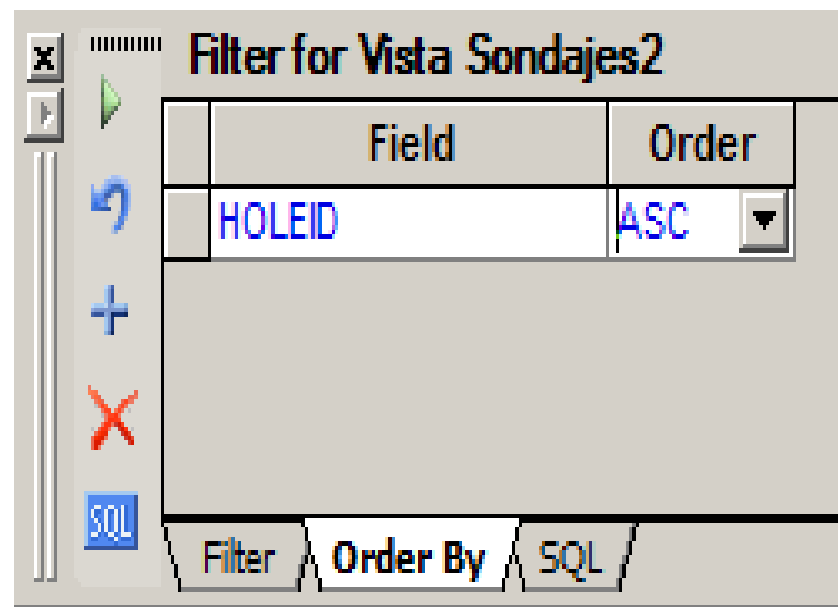 Filter for Vista Sondajes2
Field Order
HOLEID ASC
SQL
Filter Order By SQL